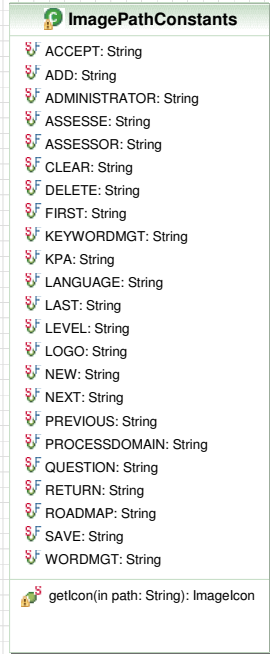 ImagePathConstants
ACCEPT: String
ADD: String
ADMINISTRATOR: String
ASSESSE: String
ASSESSOR: String
CLEAR: String
DELETE: String
FIRST: String
KEYWORDMGT: String
KPA: String
LANGUAGE: String
LAST: String
LEVEL: String
LOGO: String
NEW: String
NEXT: String
PREVIOUS: String
PROCESSDOMAIN: String
QUESTION: String
RETURN: String
ROADMAP: String
SAVE: String
WORDMGT: String
getIcon(in path: String): ImageIcon